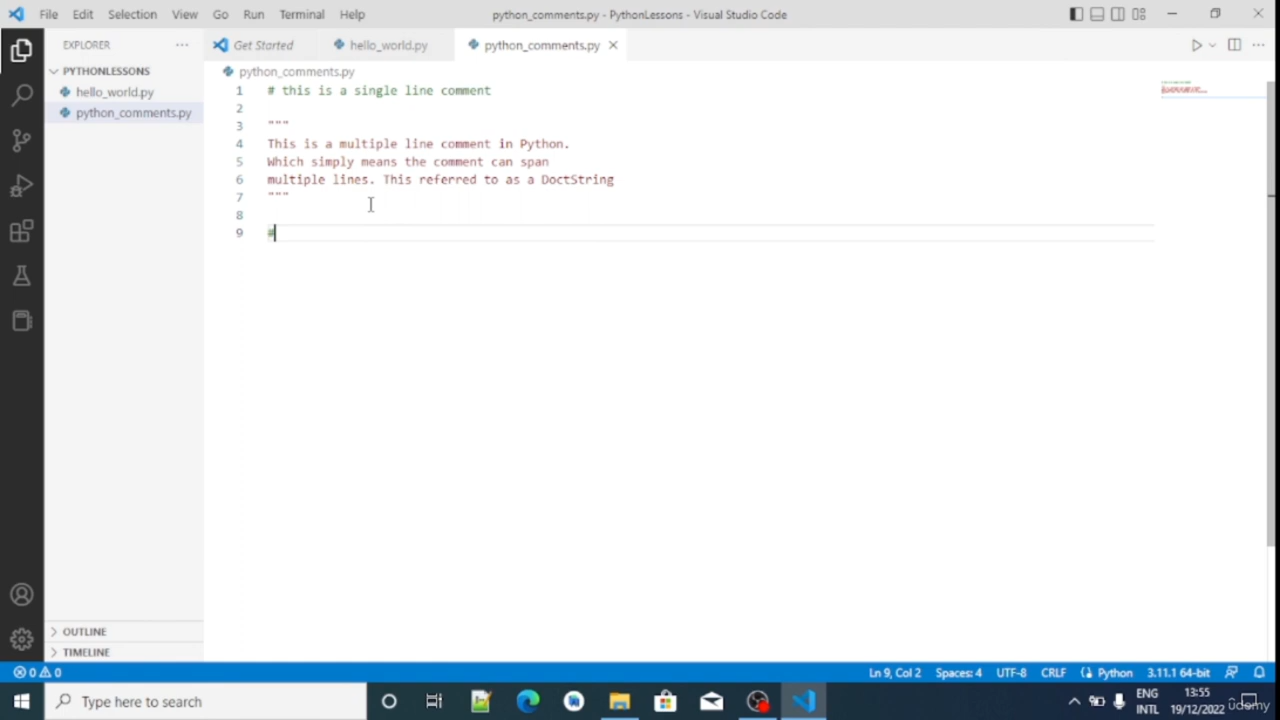 File Edit Selection View Go Run Terminal Help
python_comments.py - PythonLessons - Visual Studio Code
EXPLORER
Get Started
hello_world.py
python_comments.py
PYTHONLESSONS
hello_world.py
python_comments.py
python_comments.py
1 # this is a single line comment
2
3 """
4 This is a multiple line comment in Python.
5 Which simply means the comment can span
6 multiple lines. This referred to as a DoctString
7 """
8
9 #
OUTLINE
TIMELINE
0 0
Ln 9, Col 2
Spaces: 4
UTF-8
CRLF
Python
3.11.1 64-bit
Type here to search
ENG
INTL
13:55
19/12/2022
udemy